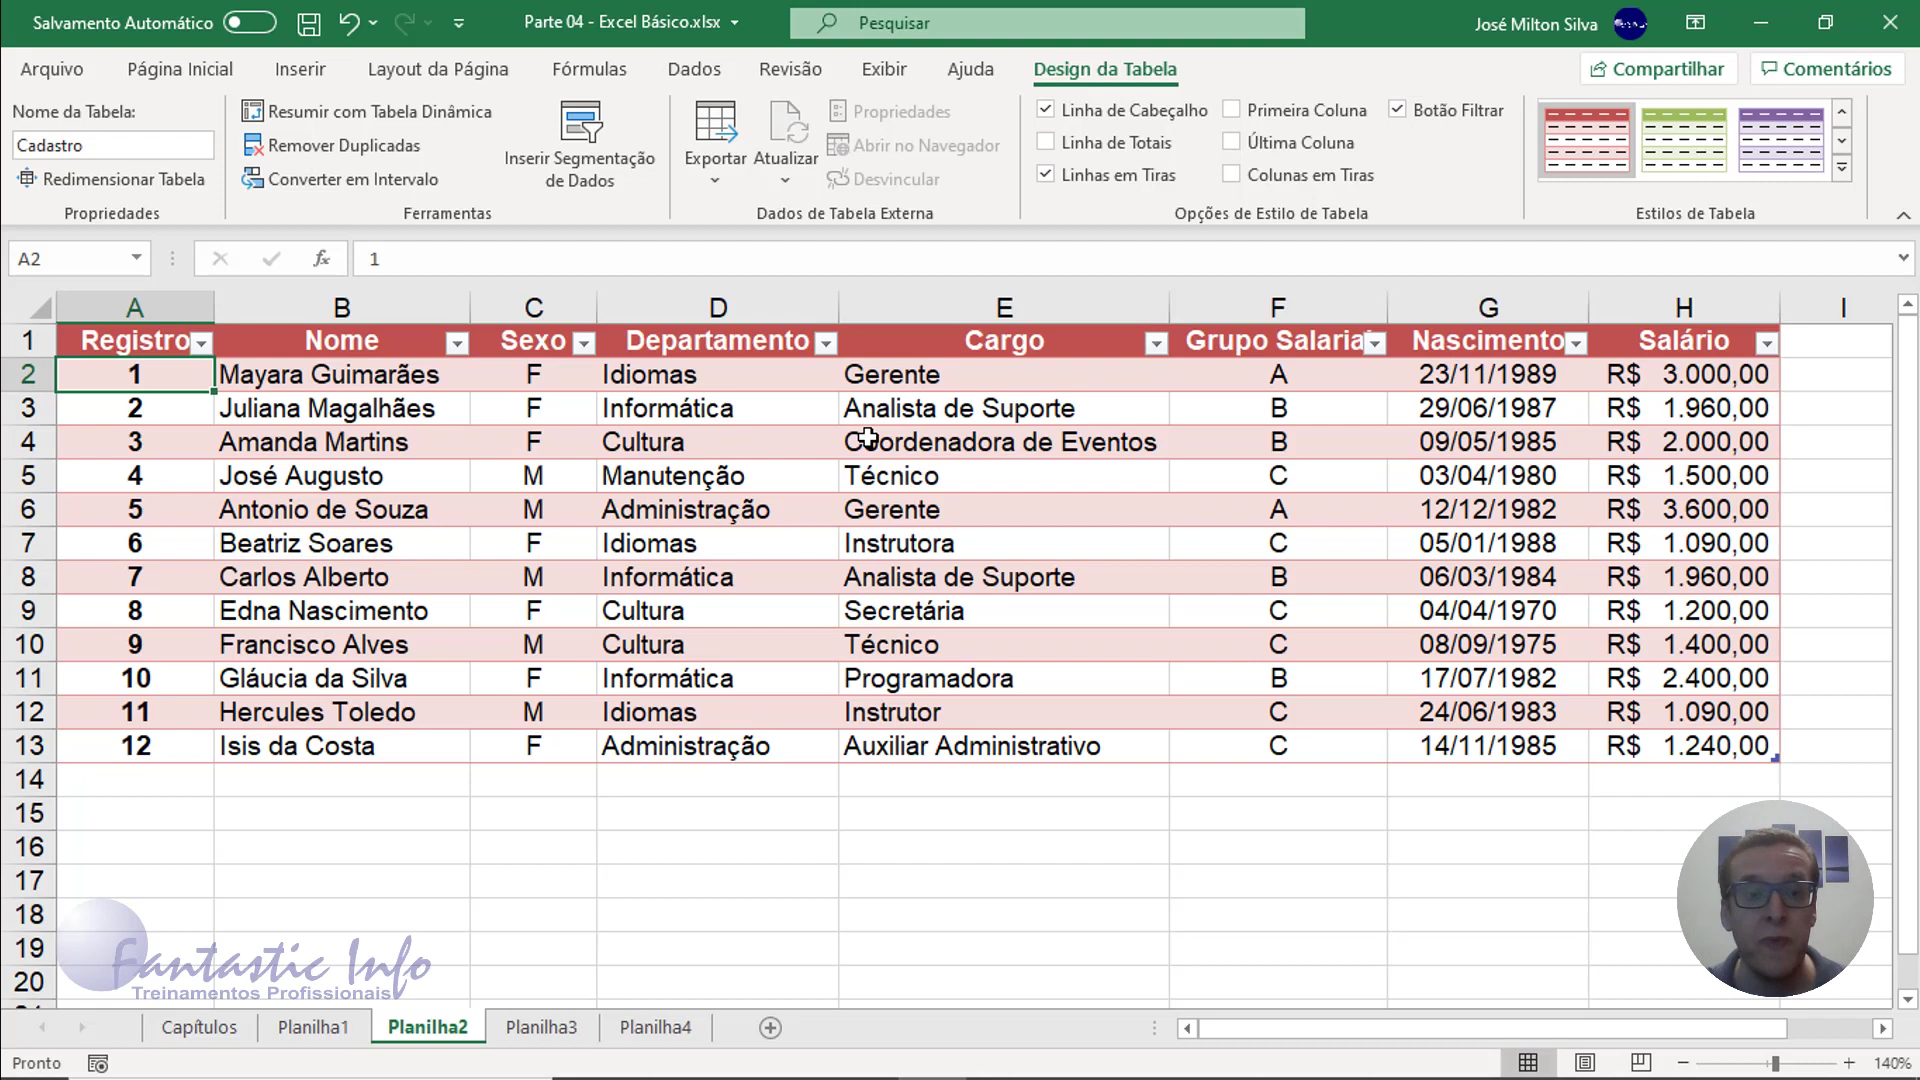 Salvamento Automático
Parte 04 - Excel Básico.xlsx
Pesquisar
José Milton Silva
Arquivo Página Inicial Inserir Layout da Página Fórmulas Dados Revisão Exibir Ajuda Design da Tabela Compartilhar Comentários
Nome da Tabela:
Cadastro
Redimensionar Tabela
Propriedades
Resumir com Tabela Dinâmica
Remover Duplicadas
Converter em Intervalo
Inserir Segmentação
de Dados
Ferramentas
Exportar Atualizar
Propriedades
Abrir no Navegador
Desvincular
Dados de Tabela Externa
Linha de Cabeçalho Primeira Coluna Botão Filtrar
Linha de Totais Última Coluna
Linhas em Tiras Colunas em Tiras
Opções de Estilo de Tabela
Estilos de Tabela
A2 fx 1
A B C D E F G H I
1 Registro Nome Sexo Departamento Cargo Grupo Salarial Nascimento Salário
2 1 Mayara Guimarães F Idiomas Gerente A 23/11/1989 R$ 3.000,00
3 2 Juliana Magalhães F Informática Analista de Suporte B 29/06/1987 R$ 1.960,00
4 3 Amanda Martins F Cultura Coordenadora de Eventos B 09/05/1985 R$ 2.000,00
5 4 José Augusto M Manutenção Técnico C 03/04/1980 R$ 1.500,00
6 5 Antonio de Souza M Administração Gerente A 12/12/1982 R$ 3.600,00
7 6 Beatriz Soares F Idiomas Instrutora C 05/01/1988 R$ 1.090,00
8 7 Carlos Alberto M Informática Analista de Suporte B 06/03/1984 R$ 1.960,00
9 8 Edna Nascimento F Cultura Secretária C 04/04/1970 R$ 1.200,00
10 9 Francisco Alves M Cultura Técnico C 08/09/1975 R$ 1.400,00
11 10 Gláucia da Silva F Informática Programadora B 17/07/1982 R$ 2.400,00
12 11 Hercules Toledo M Idiomas Instrutor C 24/06/1983 R$ 1.090,00
13 12 Isis da Costa F Administração Auxiliar Administrativo C 14/11/1985 R$ 1.240,00
14
15
16
17
18
19
20
Fantastic Info
Treinamentos Profissionais
Capítulos Planilha1 Planilha2 Planilha3 Planilha4
Pronto
140%